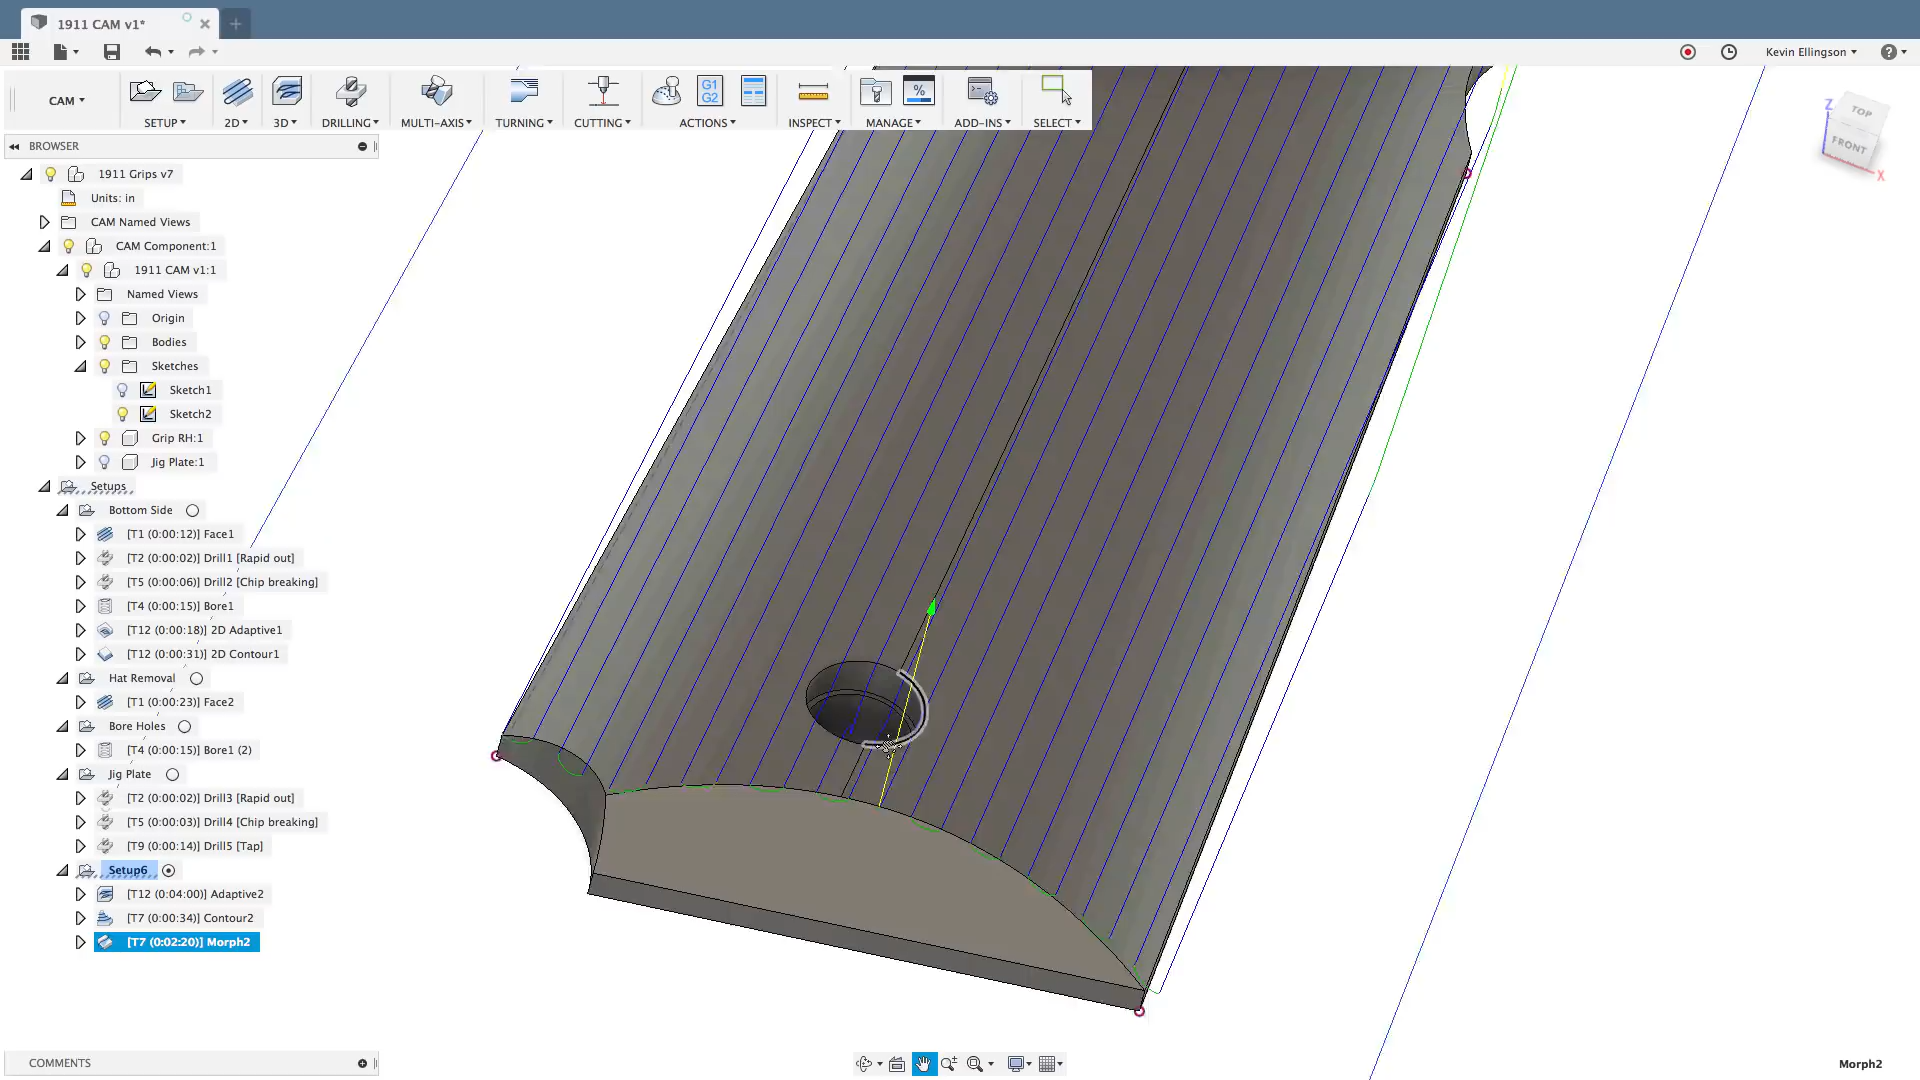 1911 CAM v1*
Kevin Ellingson
CAM
SETUP
2D
3D
DRILLING
MULTI-AXIS
TURNING
CUTTING
G1
G2
ACTIONS
INSPECT
%
MANAGE
ADD-INS
SELECT
Z
TOP
FRONT
X
BROWSER
1911 Grips v7
Units: in
CAM Named Views
CAM Component:1
1911 CAM v1:1
Named Views
Origin
Bodies
Sketches
Sketch1
Sketch2
Grip RH:1
Jig Plate:1
Setups
Bottom Side
[T1 (0:00:12)] Face1
[T2 (0:00:02)] Drill1 [Rapid out]
[T5 (0:00:06)] Drill2 [Chip breaking]
[T4 (0:00:15)] Bore1
[T12 (0:00:18)] 2D Adaptive1
[T12 (0:00:31)] 2D Contour1
Hat Removal
[T1 (0:00:23)] Face2
Bore Holes
[T4 (0:00:15)] Bore1 (2)
Jig Plate
[T2 (0:00:02)] Drill3 [Rapid out]
[T5 (0:00:03)] Drill4 [Chip breaking]
[T9 (0:00:14)] Drill5 [Tap]
Setup6
[T12 (0:04:00)] Adaptive2
[T7 (0:00:34)] Contour2
[T7 (0:02:20)] Morph2
COMMENTS
Morph2